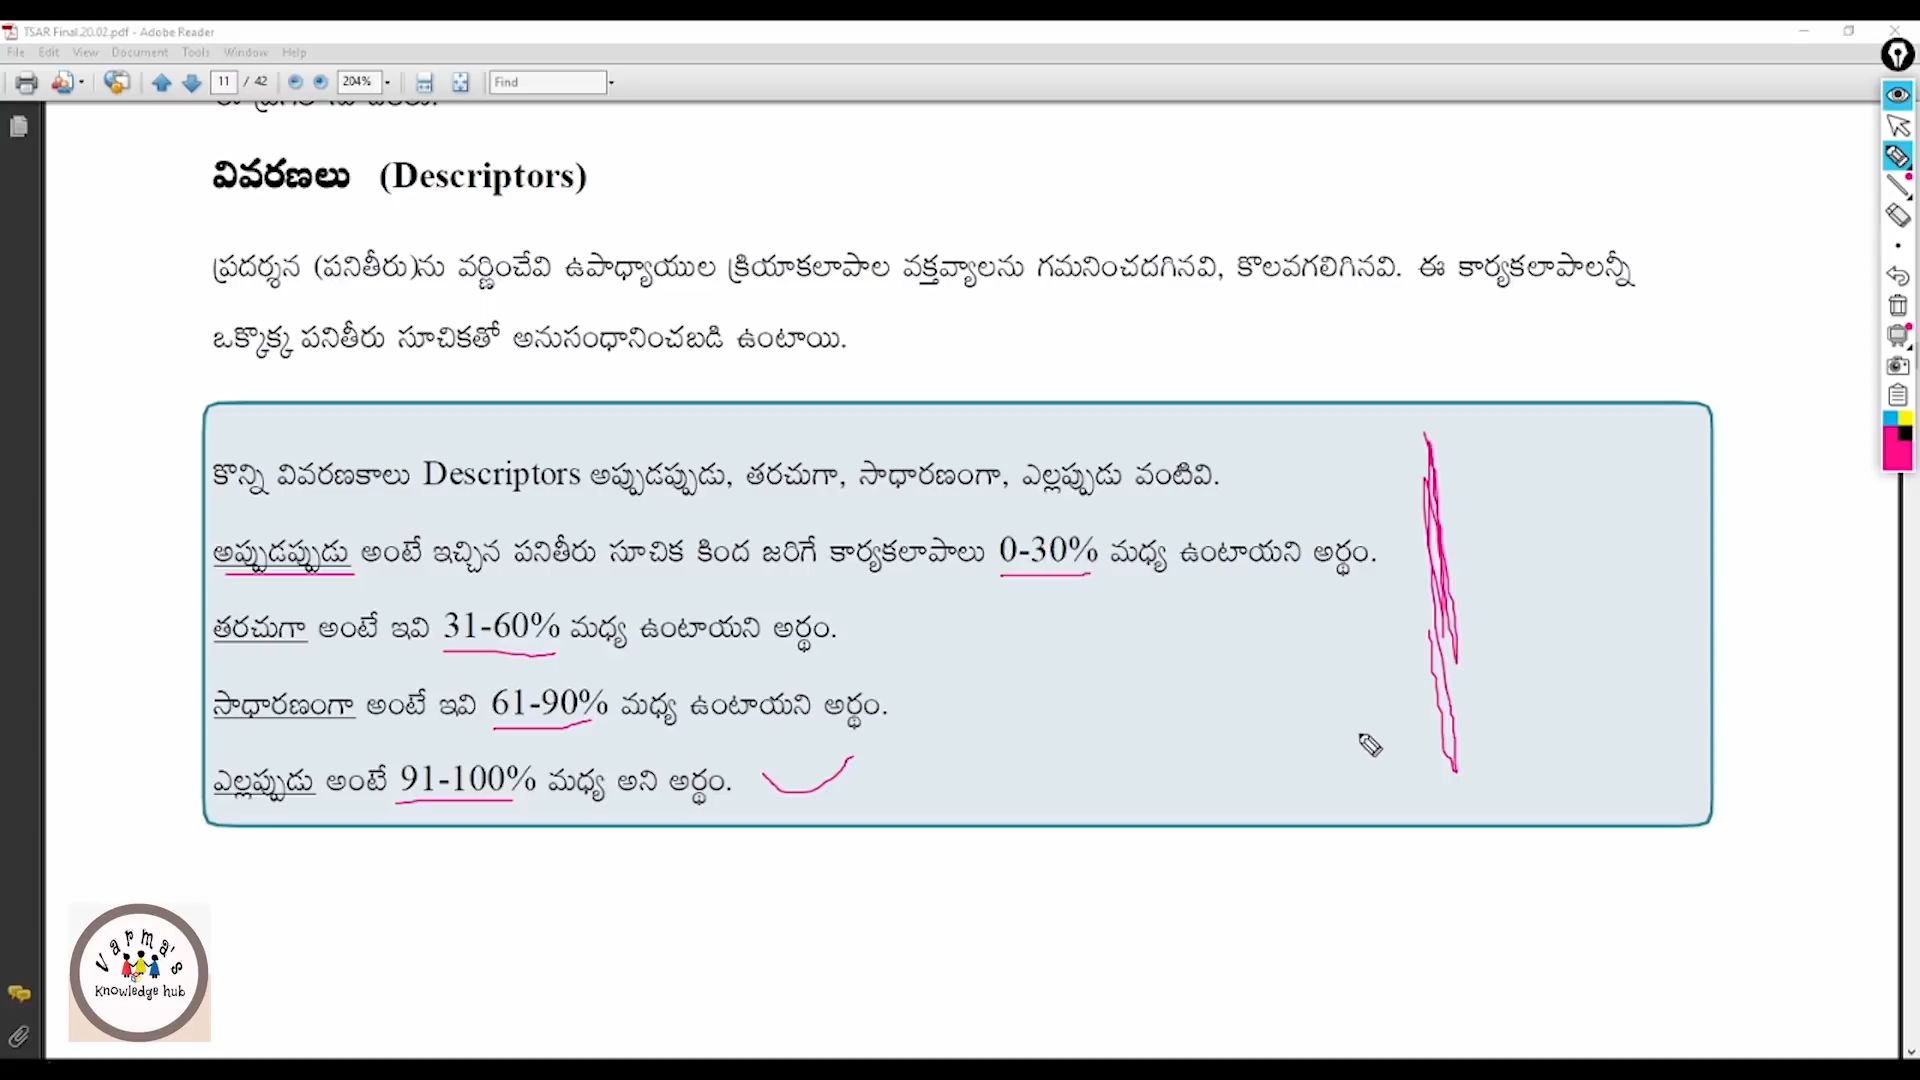 TSAR Final.20.02.pdf - Adobe Reader
File Edit View Document Tools Window Help
11 / 42 204% Find
వివరణలు (Descriptors)
ప్రదర్శన (పనితీరు)ను వర్ణించేవి ఉపాధ్యాయుల క్రియాకలాపాల వక్తవ్యాలను గమనించదగినవి, కొలవగలిగినవి. ఈ కార్యకలాపాలన్నీ
ఒక్కొక్క పనితీరు సూచికతో అనుసంధానించబడి ఉంటాయి.
కొన్ని వివరణకాలు Descriptors అప్పుడప్పుడు, తరచుగా, సాధారణంగా, ఎల్లప్పుడు వంటివి.
అప్పుడప్పుడు అంటే ఇచ్చిన పనితీరు సూచిక కింద జరిగే కార్యకలాపాలు 0-30% మధ్య ఉంటాయని అర్థం.
తరచుగా అంటే ఇవి 31-60% మధ్య ఉంటాయని అర్థం.
సాధారణంగా అంటే ఇవి 61-90% మధ్య ఉంటాయని అర్థం.
ఎల్లప్పుడు అంటే 91-100% మధ్య అని అర్థం.
Varma's
Knowledge hub